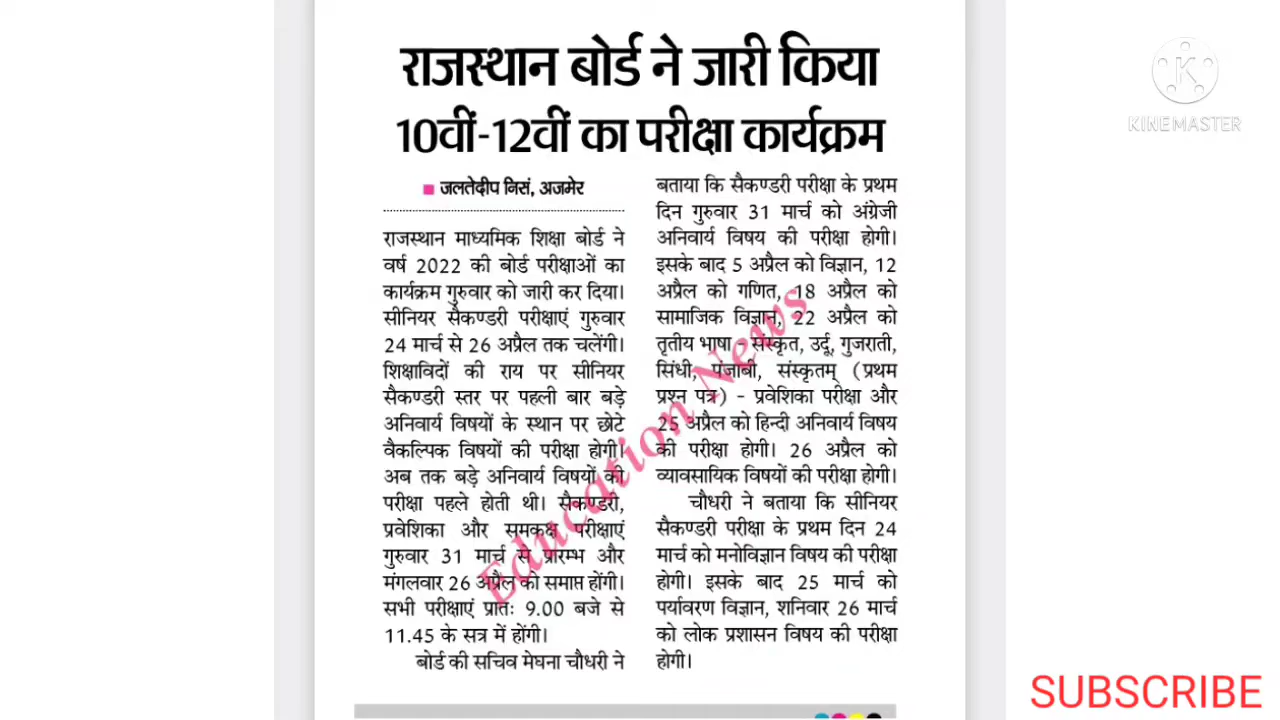 राजस्थान बोर्ड ने जारी किया
10वीं-12वीं का परीक्षा कार्यक्रम
जलतेदीप निसं, अजमेर
राजस्थान माध्यमिक शिक्षा बोर्ड ने
वर्ष 2022 की बोर्ड परीक्षाओं का
कार्यक्रम गुरुवार को जारी कर दिया।
सीनियर सैकण्डरी परीक्षाएं गुरुवार
24 मार्च से 26 अप्रैल तक चलेंगी।
शिक्षाविदों की राय पर सीनियर
सैकण्डरी स्तर पर पहली बार बड़े
अनिवार्य विषयों के स्थान पर छोटे
वैकल्पिक विषयों की परीक्षा होगी।
अब तक बड़े अनिवार्य विषयों की
परीक्षा पहले होती थी। सैकण्डरी,
प्रवेशिका और समकक्ष परीक्षाएं
गुरुवार 31 मार्च से प्रारम्भ और
मंगलवार 26 अप्रैल को समाप्त होंगी।
सभी परीक्षाएं प्रातः 9.00 बजे से
11.45 के सत्र में होंगी।
बोर्ड की सचिव मेघना चौधरी ने
बताया कि सैकण्डरी परीक्षा के प्रथम
दिन गुरुवार 31 मार्च को अंग्रेजी
अनिवार्य विषय की परीक्षा होगी।
इसके बाद 5 अप्रैल को विज्ञान, 12
अप्रैल को गणित, 18 अप्रैल को
सामाजिक विज्ञान, 22 अप्रैल को
तृतीय भाषा - संस्कृत, उर्दू, गुजराती,
सिंधी, पंजाबी, संस्कृतम् (प्रथम
प्रश्न पत्र) - प्रवेशिका परीक्षा और
25 अप्रैल को हिन्दी अनिवार्य विषय
की परीक्षा होगी। 26 अप्रैल को
व्यावसायिक विषयों की परीक्षा होगी।
चौधरी ने बताया कि सीनियर
सैकण्डरी परीक्षा के प्रथम दिन 24
मार्च को मनोविज्ञान विषय की परीक्षा
होगी। इसके बाद 25 मार्च को
पर्यावरण विज्ञान, शनिवार 26 मार्च
को लोक प्रशासन विषय की परीक्षा
होगी।
Education News
K
KINEMASTER
SUBSCRIBE